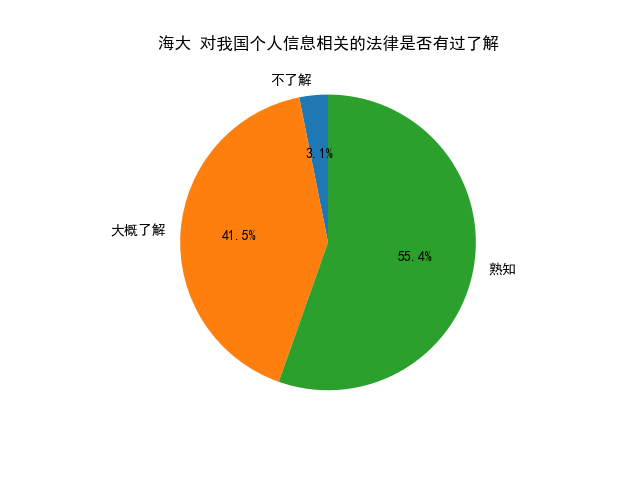 海大 对我国个人信息相关的法律是否有过了解
不了解
3.1%
大概了解
41.5%
55.4%
熟知